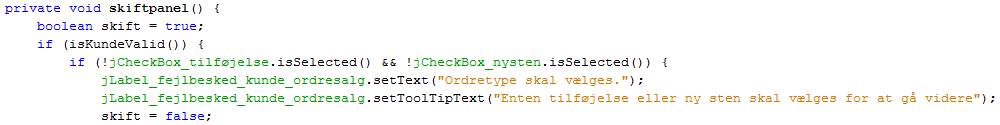 private void skiftpanel() {
    boolean skift = true;
    if (isKundeValid()) {
        if (!jCheckBox_tilføjelse.isSelected() && !jCheckBox_nysten.isSelected()) {
            jLabel_fejlbesked_kunde_ordresalg.setText("Ordretype skal vælges.");
            jLabel_fejlbesked_kunde_ordresalg.setToolTipText("Enten tilføjelse eller ny sten skal vælges for at gå videre");
            skift = false;